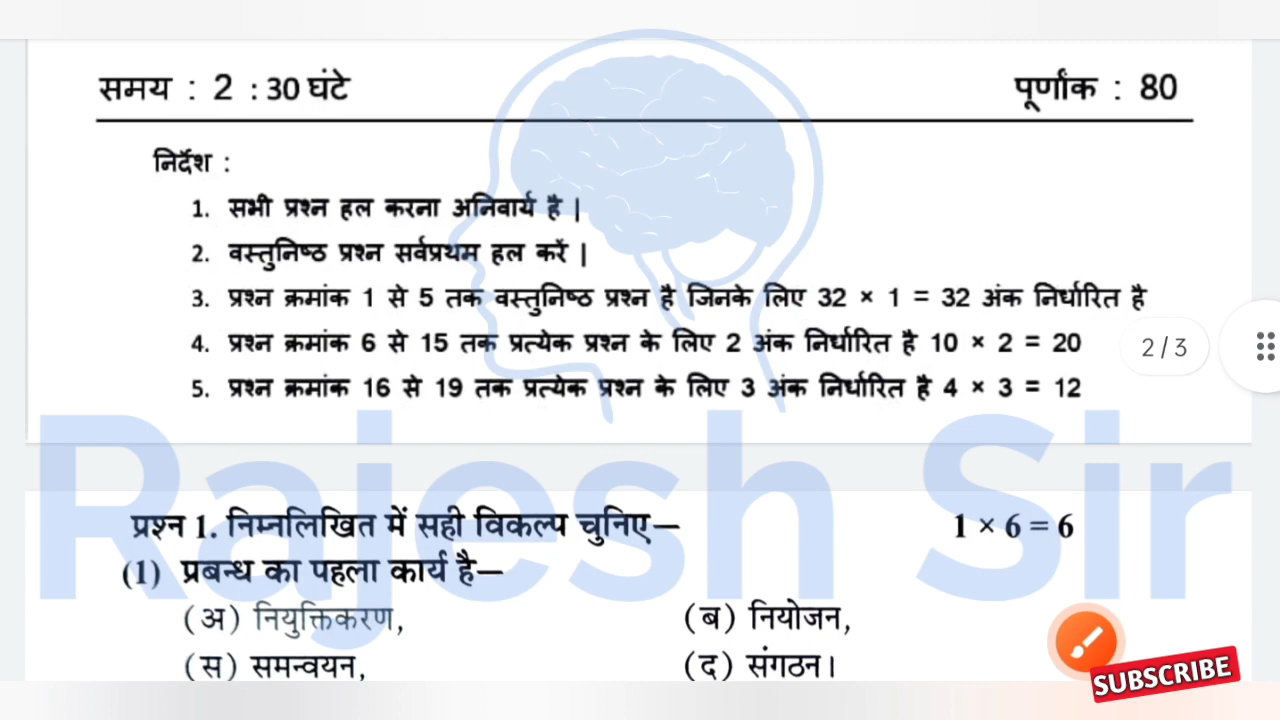 समय : 2 : 30 घंटे पूर्णांक : 80
निर्देश :
1. सभी प्रश्न हल करना अनिवार्य है |
2. वस्तुनिष्ठ प्रश्न सर्वप्रथम हल करें |
3. प्रश्न क्रमांक 1 से 5 तक वस्तुनिष्ठ प्रश्न है जिनके लिए 32 × 1 = 32 अंक निर्धारित है
4. प्रश्न क्रमांक 6 से 15 तक प्रत्येक प्रश्न के लिए 2 अंक निर्धारित है 10 × 2 = 20
2 / 3
5. प्रश्न क्रमांक 16 से 19 तक प्रत्येक प्रश्न के लिए 3 अंक निर्धारित है 4 × 3 = 12
Rajesh Sir
प्रश्न 1. निम्नलिखित में सही विकल्प चुनिए— 1 × 6 = 6
(1) प्रबन्ध का पहला कार्य है—
(अ) नियुक्तिकरण, (ब) नियोजन,
(स) समन्वयन, (द) संगठन।
SUBSCRIBE